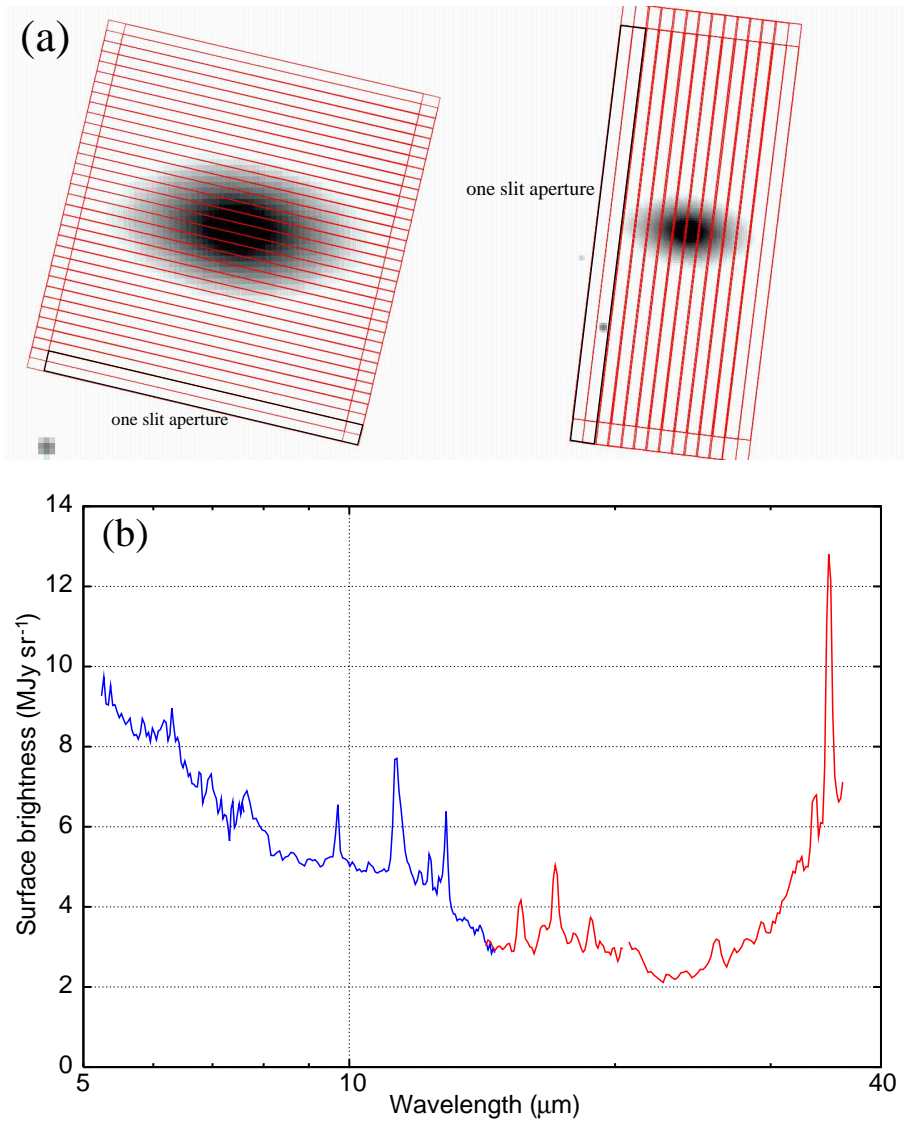 (a)
one slit aperture
one slit aperture
(b)
14
12
10
8
6
4
2
0
Surface brightness (MJy sr⁻¹)
5 10 40
Wavelength (μm)